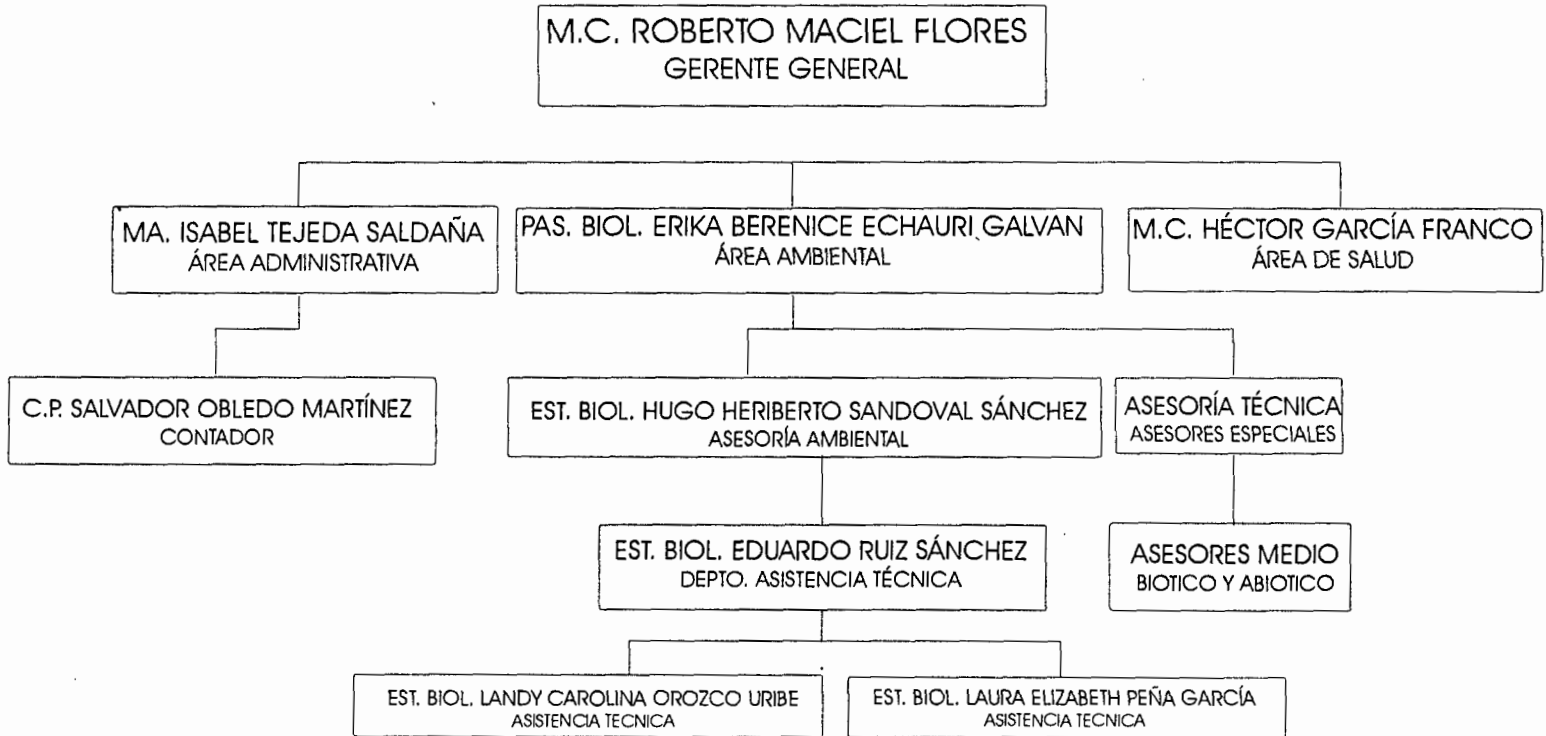 M.C. ROBERTO MACIEL FLORES
GERENTE GENERAL
MA. ISABEL TEJEDA SALDAÑA
ÁREA ADMINISTRATIVA
PAS. BIOL. ERIKA BERENICE ECHAURI GALVAN
ÁREA AMBIENTAL
M.C. HÉCTOR GARCÍA FRANCO
ÁREA DE SALUD
C.P. SALVADOR OBLEDO MARTÍNEZ
CONTADOR
EST. BIOL. HUGO HERIBERTO SANDOVAL SÁNCHEZ
ASESORÍA AMBIENTAL
ASESORÍA TÉCNICA
ASESORES ESPECIALES
EST. BIOL. EDUARDO RUIZ SÁNCHEZ
DEPTO. ASISTENCIA TÉCNICA
ASESORES MEDIO
BIOTICO Y ABIOTICO
EST. BIOL. LANDY CAROLINA OROZCO URIBE
ASISTENCIA TECNICA
EST. BIOL. LAURA ELIZABETH PEÑA GARCÍA
ASISTENCIA TECNICA